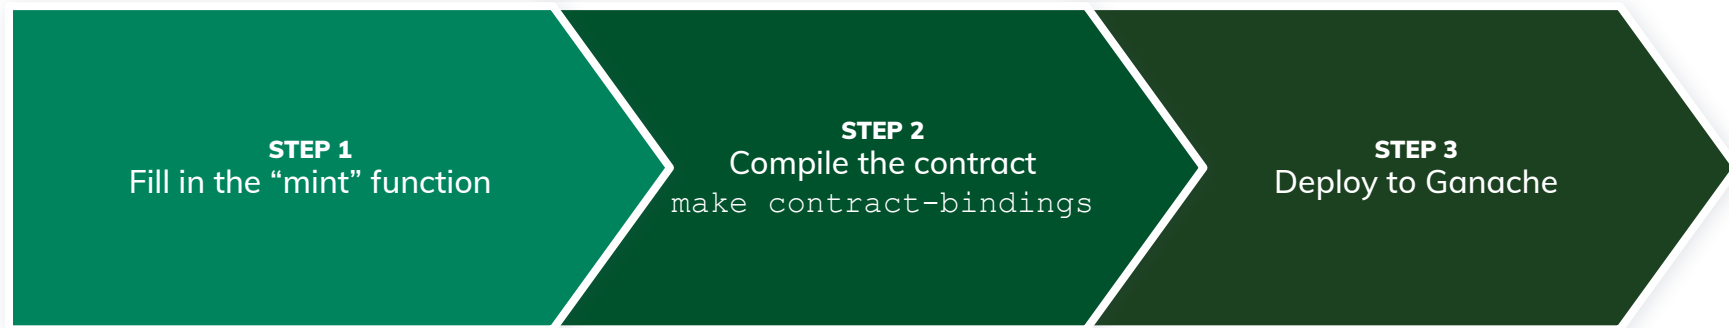 STEP 1
Fill in the “mint” function
STEP 2
Compile the contract
make contract-bindings
STEP 3
Deploy to Ganache